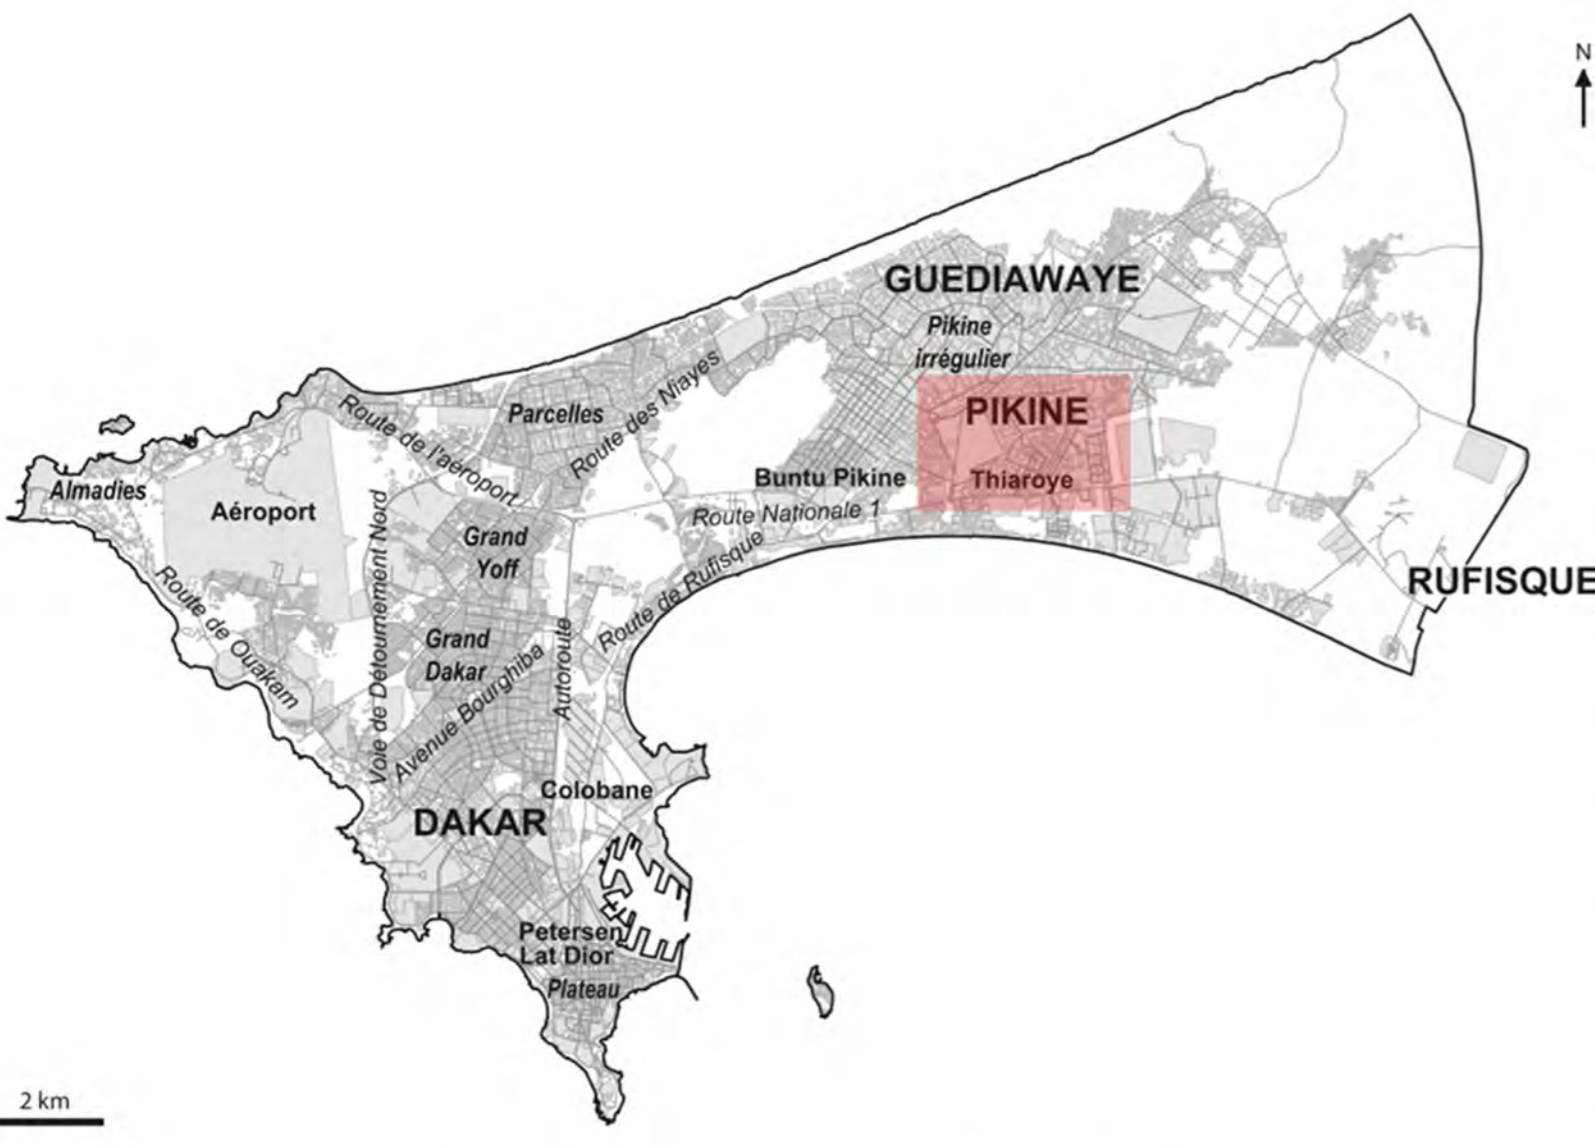 N
GUEDIAWAYE
Pikine
irrégulier
PIKINE
Thiaroye
Parcelles
Route des Niayes
Route de l'aéroport
Buntu Pikine
Route Nationale 1
Almadies
Aéroport
Grand
Yoff
Route de Rufisque
RUFISQUE
Route de Ouakam
Voie de Détournement Nord
Grand
Dakar
Avenue Bourghiba
Autoroute
Colobane
DAKAR
Petersen
Lat Dior
Plateau
2 km